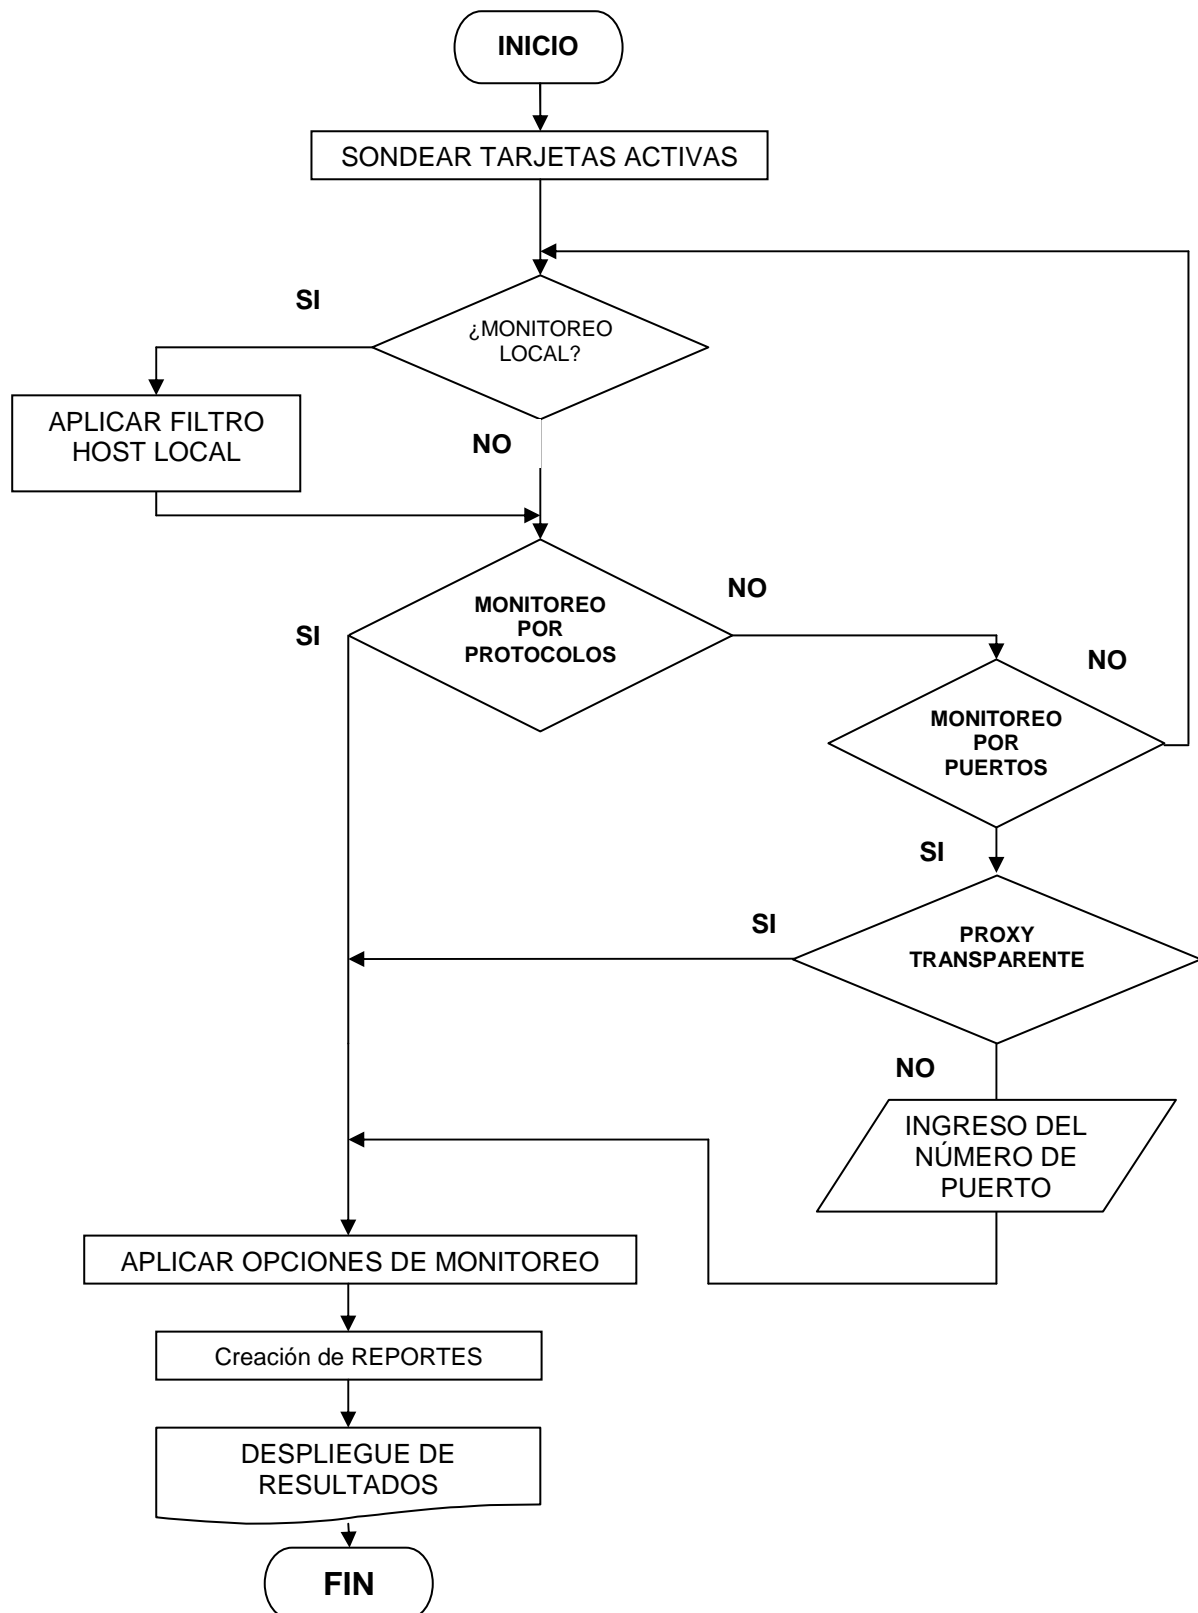 INICIO
SONDEAR TARJETAS ACTIVAS
SI
¿MONITOREO
LOCAL?
APLICAR FILTRO
HOST LOCAL
NO
MONITOREO
POR
PROTOCOLOS
SI
NO
NO
MONITOREO
POR
PUERTOS
SI
SI
PROXY
TRANSPARENTE
NO
INGRESO DEL
NÚMERO DE
PUERTO
APLICAR OPCIONES DE MONITOREO
Creación de REPORTES
DESPLIEGUE DE
RESULTADOS
FIN